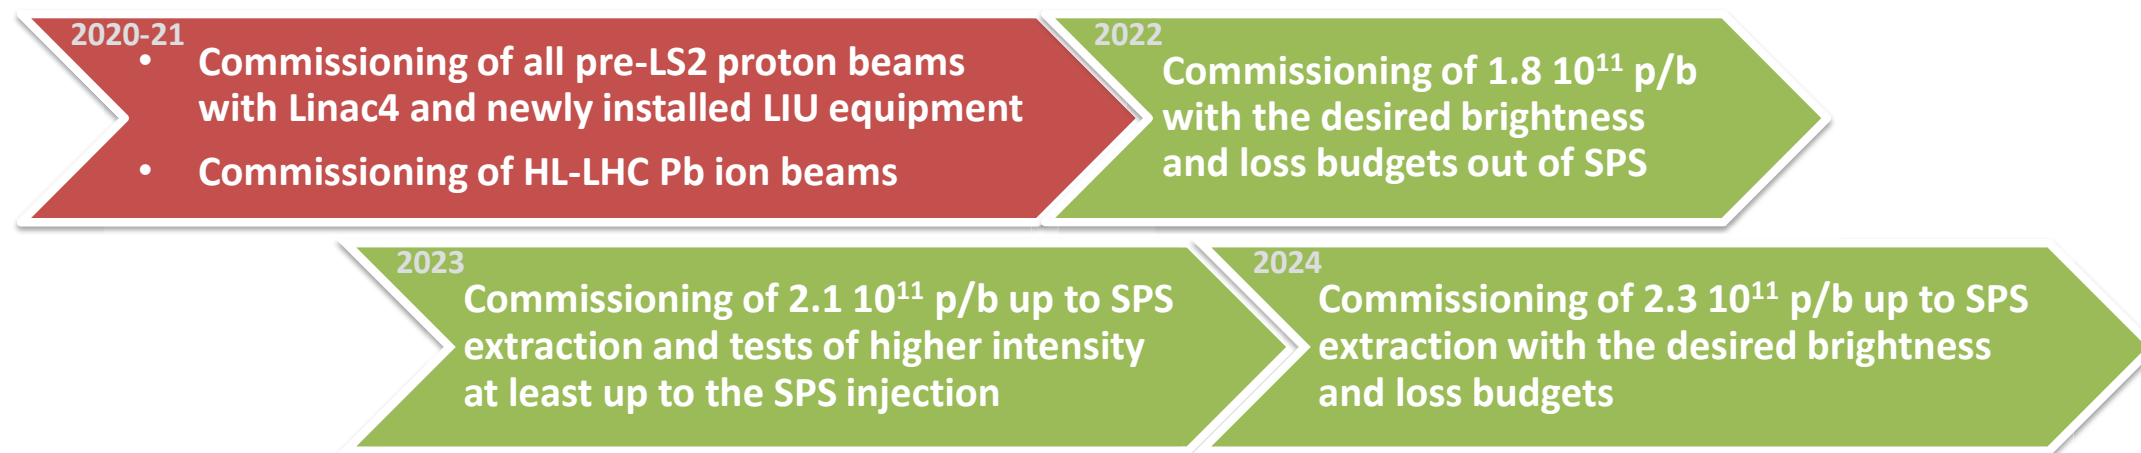 2020-21
• Commissioning of all pre-LS2 proton beams
with Linac4 and newly installed LIU equipment
• Commissioning of HL-LHC Pb ion beams
2022
Commissioning of 1.8 10¹¹ p/b
with the desired brightness
and loss budgets out of SPS
2023
Commissioning of 2.1 10¹¹ p/b up to SPS
extraction and tests of higher intensity
at least up to the SPS injection
2024
Commissioning of 2.3 10¹¹ p/b up to SPS
extraction with the desired brightness
and loss budgets